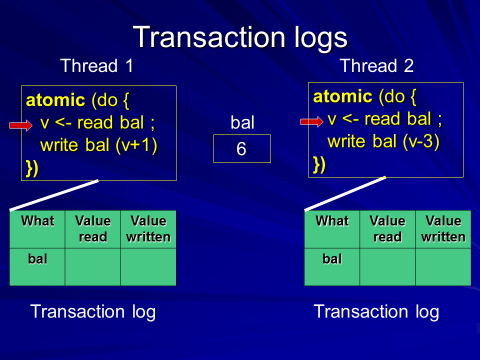 Transaction logs
Thread 1
Thread 2
atomic (do {
v <- read bal ;
write bal (v+1)
})
bal
6
atomic (do {
v <- read bal ;
write bal (v-3)
})
What Value read Value written
bal
What Value read Value written
bal
Transaction log
Transaction log